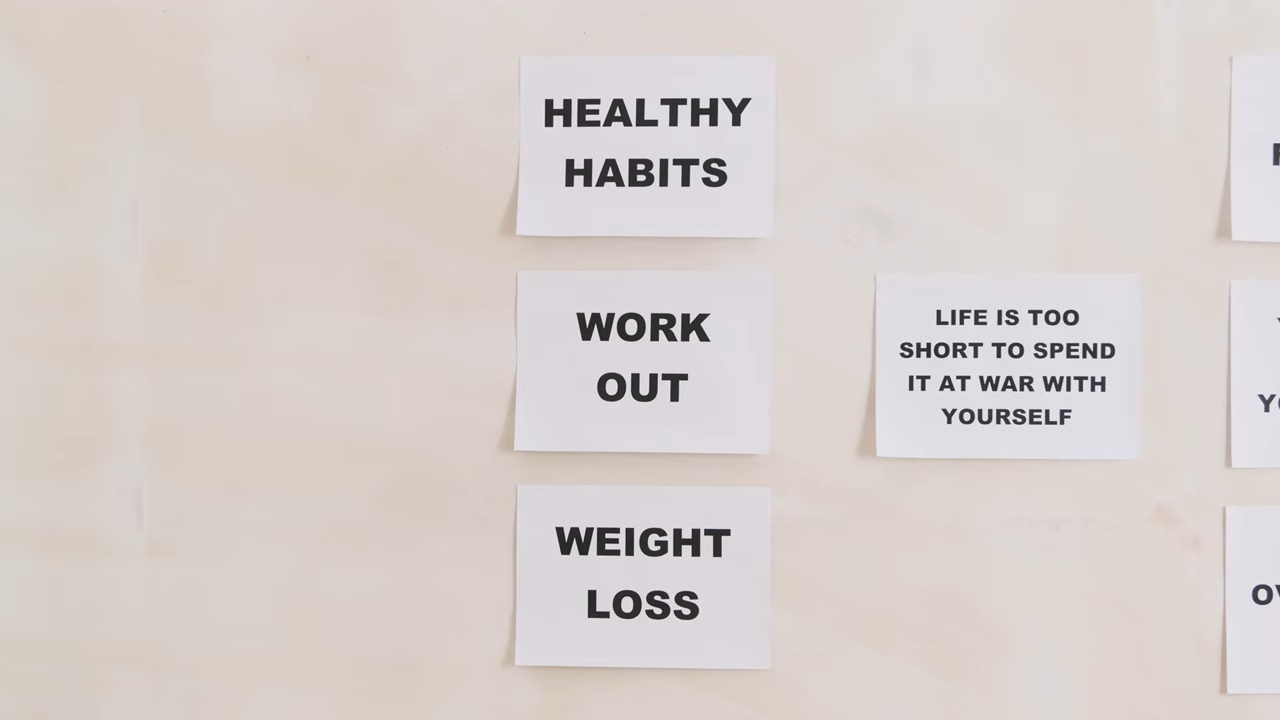 HEALTHY
HABITS
WORK
OUT
WEIGHT
LOSS
LIFE IS TOO
SHORT TO SPEND
IT AT WAR WITH
YOURSELF